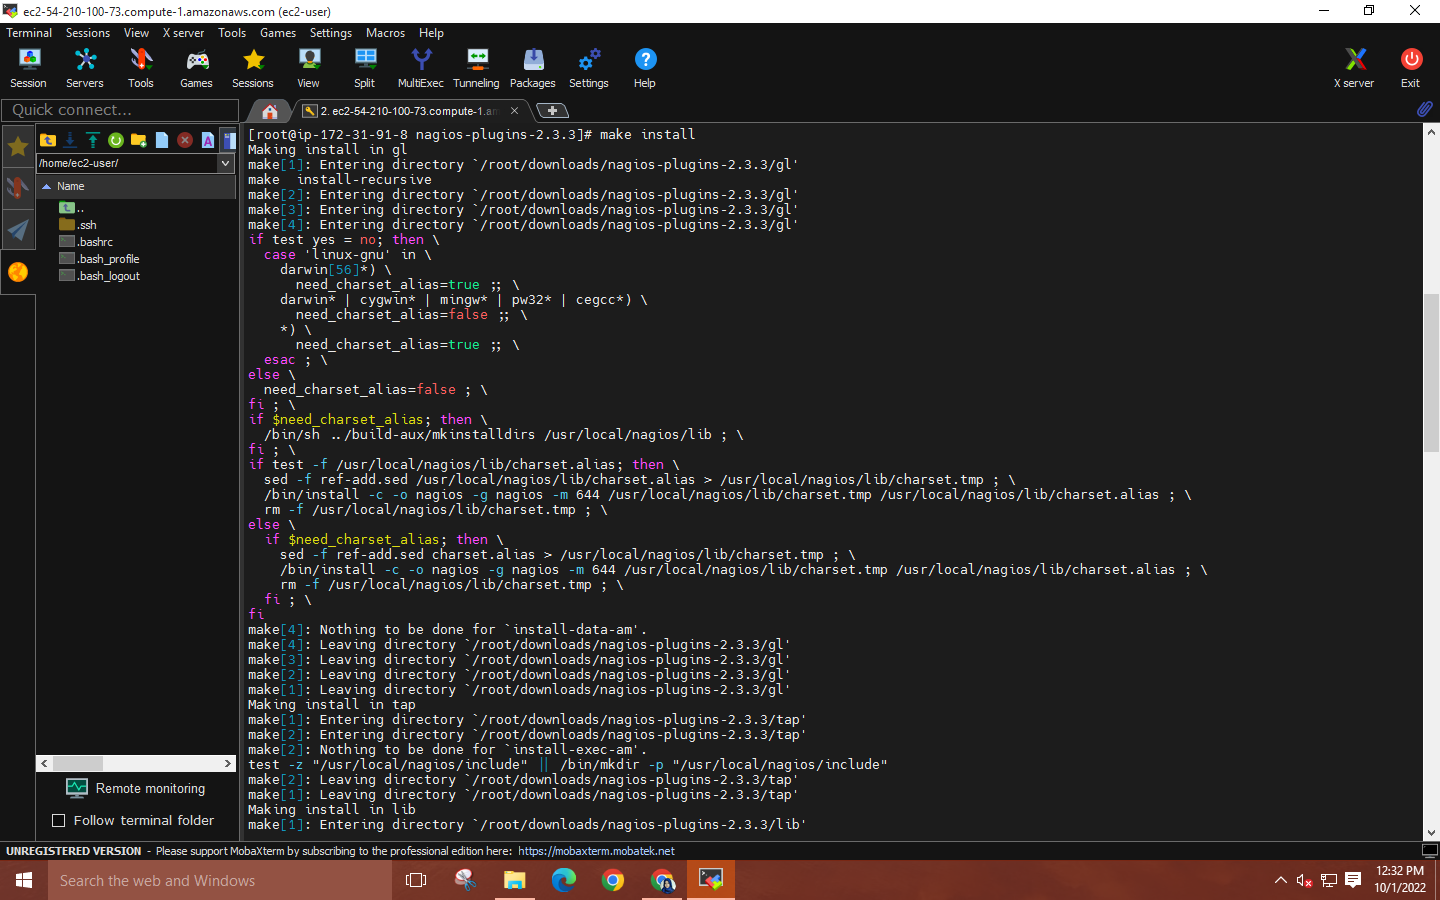 ec2-54-210-100-73.compute-1.amazonaws.com (ec2-user)
Terminal Sessions View X server Tools Games Settings Macros Help
Session Servers Tools Games Sessions View Split MultiExec Tunneling Packages Settings Help X server Exit
Quick connect...
2. ec2-54-210-100-73.compute-1.am
/home/ec2-user/
Name
..
.ssh
.bashrc
.bash_profile
.bash_logout
Remote monitoring
Follow terminal folder
[root@ip-172-31-91-8 nagios-plugins-2.3.3]# make install
Making install in gl
make[1]: Entering directory `/root/downloads/nagios-plugins-2.3.3/gl'
make  install-recursive
make[2]: Entering directory `/root/downloads/nagios-plugins-2.3.3/gl'
make[3]: Entering directory `/root/downloads/nagios-plugins-2.3.3/gl'
make[4]: Entering directory `/root/downloads/nagios-plugins-2.3.3/gl'
if test yes = no; then \
  case 'linux-gnu' in \
    darwin[56]*) \
      need_charset_alias=true ;; \
    darwin* | cygwin* | mingw* | pw32* | cegcc*) \
      need_charset_alias=false ;; \
    *) \
      need_charset_alias=true ;; \
  esac ; \
else \
  need_charset_alias=false ; \
fi ; \
if $need_charset_alias; then \
  /bin/sh ../build-aux/mkinstalldirs /usr/local/nagios/lib ; \
fi ; \
if test -f /usr/local/nagios/lib/charset.alias; then \
  sed -f ref-add.sed /usr/local/nagios/lib/charset.alias > /usr/local/nagios/lib/charset.tmp ; \
  /bin/install -c -o nagios -g nagios -m 644 /usr/local/nagios/lib/charset.tmp /usr/local/nagios/lib/charset.alias ; \
  rm -f /usr/local/nagios/lib/charset.tmp ; \
else \
  if $need_charset_alias; then \
    sed -f ref-add.sed charset.alias > /usr/local/nagios/lib/charset.tmp ; \
    /bin/install -c -o nagios -g nagios -m 644 /usr/local/nagios/lib/charset.tmp /usr/local/nagios/lib/charset.alias ; \
    rm -f /usr/local/nagios/lib/charset.tmp ; \
  fi ; \
fi
make[4]: Nothing to be done for `install-data-am'.
make[4]: Leaving directory `/root/downloads/nagios-plugins-2.3.3/gl'
make[3]: Leaving directory `/root/downloads/nagios-plugins-2.3.3/gl'
make[2]: Leaving directory `/root/downloads/nagios-plugins-2.3.3/gl'
make[1]: Leaving directory `/root/downloads/nagios-plugins-2.3.3/gl'
Making install in tap
make[1]: Entering directory `/root/downloads/nagios-plugins-2.3.3/tap'
make[2]: Entering directory `/root/downloads/nagios-plugins-2.3.3/tap'
make[2]: Nothing to be done for `install-exec-am'.
test -z "/usr/local/nagios/include" || /bin/mkdir -p "/usr/local/nagios/include"
make[2]: Leaving directory `/root/downloads/nagios-plugins-2.3.3/tap'
make[1]: Leaving directory `/root/downloads/nagios-plugins-2.3.3/tap'
Making install in lib
make[1]: Entering directory `/root/downloads/nagios-plugins-2.3.3/lib'
UNREGISTERED VERSION - Please support MobaXterm by subscribing to the professional edition here: https://mobaxterm.mobatek.net
Search the web and Windows
12:32 PM
10/1/2022